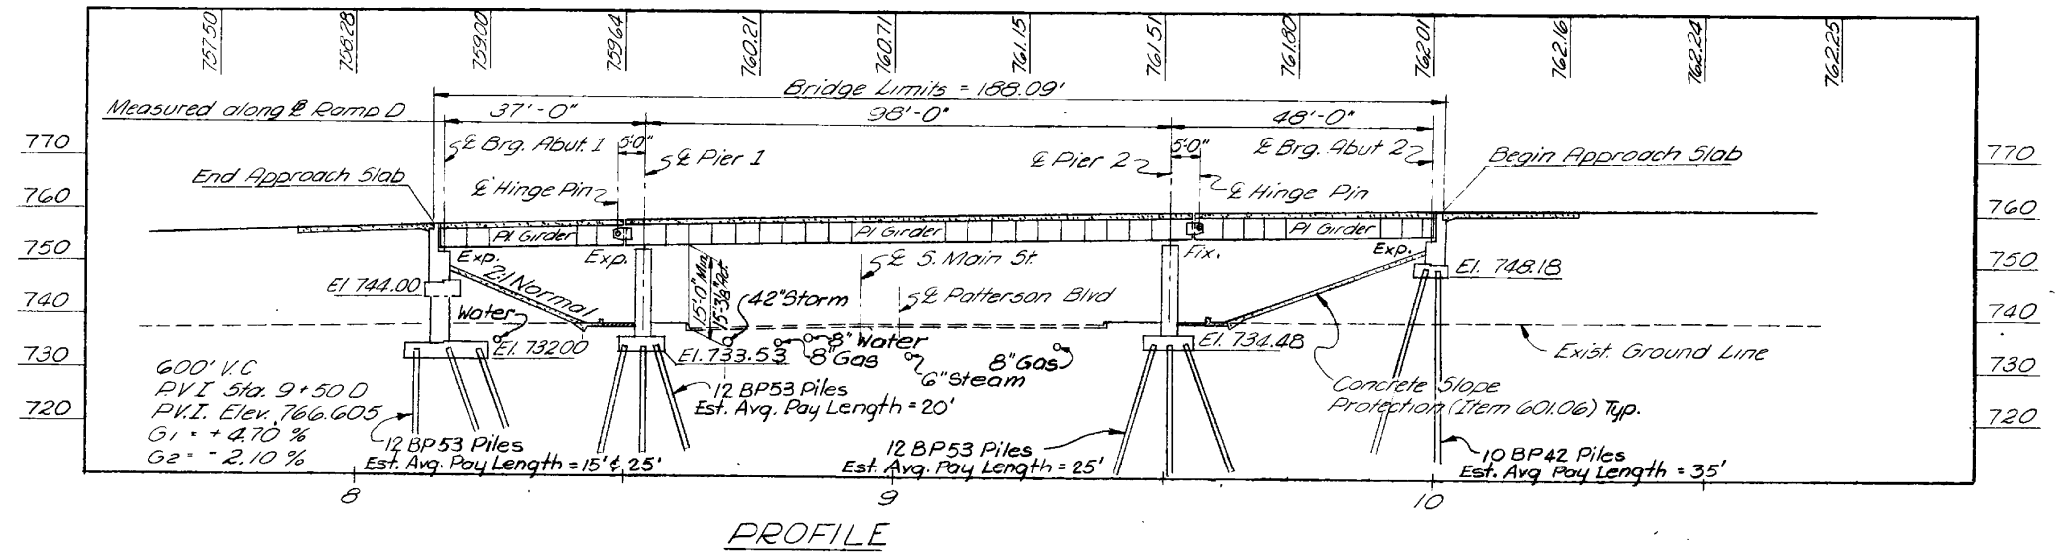 757.50
758.28
759.00
759.64
760.21
760.71
761.15
761.51
761.80
762.01
762.16
762.24
762.25
Bridge Limits = 188.09'
Measured along ₧ Ramp D
37'-0"
98'-0"
48'-0"
770
℄ Brg. Abut. 1
5'-0"
℄ Pier 1
℄ Pier 2
5'-0"
℄ Brg. Abut 2
Begin Approach Slab
770
End Approach Slab
℄ Hinge Pin
℄ Hinge Pin
760
760
Pl Girder
Pl Girder
Pl Girder
750
Exp.
Exp.
Fix.
Exp.
750
2:1 Normal
15'-0" Min
℄ S. Main St.
El. 748.18
El 744.00
℄ Patterson Blvd
740
42" Storm
740
Water
8" Water
El. 732.00
El. 733.53
8" Gas
6" Steam
8" Gas
El. 734.48
Exist. Ground Line
730
730
600' V.C
P.V.I Sta. 9+50 D
P.V.I. Elev. 766.605
G1 = +4.70 %
G2 = -2.10 %
12 BP53 Piles
Est. Avg. Pay Length = 20'
Concrete Slope
Protection (Item 601.06) Typ.
720
720
12 BP53 Piles
Est. Avg. Pay Length = 15' & 25'
12 BP53 Piles
Est. Avg. Pay Length = 25'
10 BP42 Piles
Est. Avg Pay Length = 35'
8
9
10
PROFILE